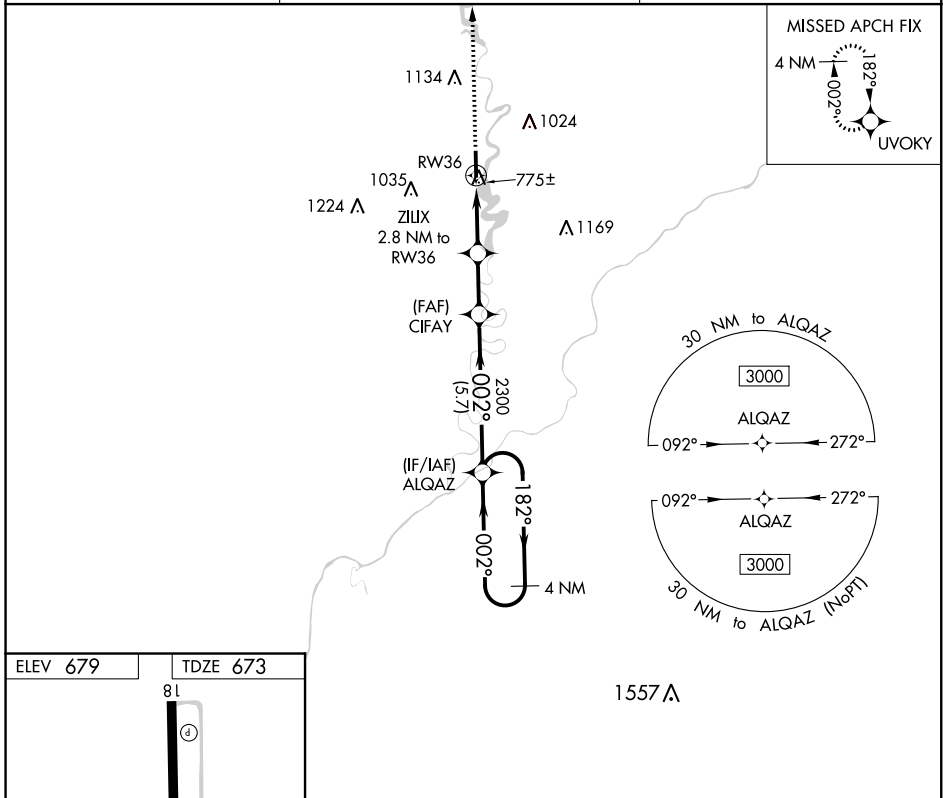 MISSED APCH FIX
4 NM
182°
002°
UVOKY
1134
1024
RW36
775±
1035
1224
ZILIX
2.8 NM to
RW36
1169
(FAF)
CIFAY
2300
002°
(5.7)
(IF/IAF)
ALQAZ
182°
002°
4 NM
30 NM to ALQAZ
3000
ALQAZ
092°
272°
092°
272°
ALQAZ
3000
30 NM to ALQAZ (NoPT)
ELEV 679
TDZE 673
18
P
1557